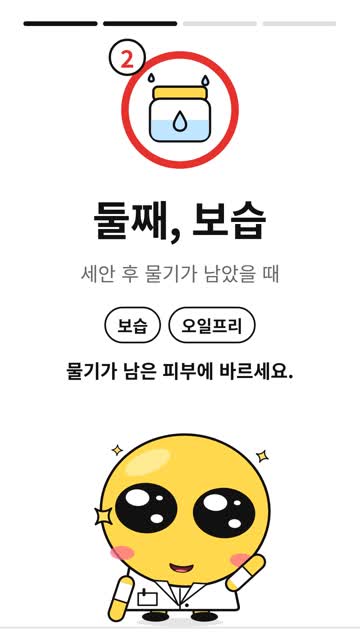 2
둘째, 보습
세안 후 물기가 남았을 때
보습 오일프리
물기가 남은 피부에 바르세요.